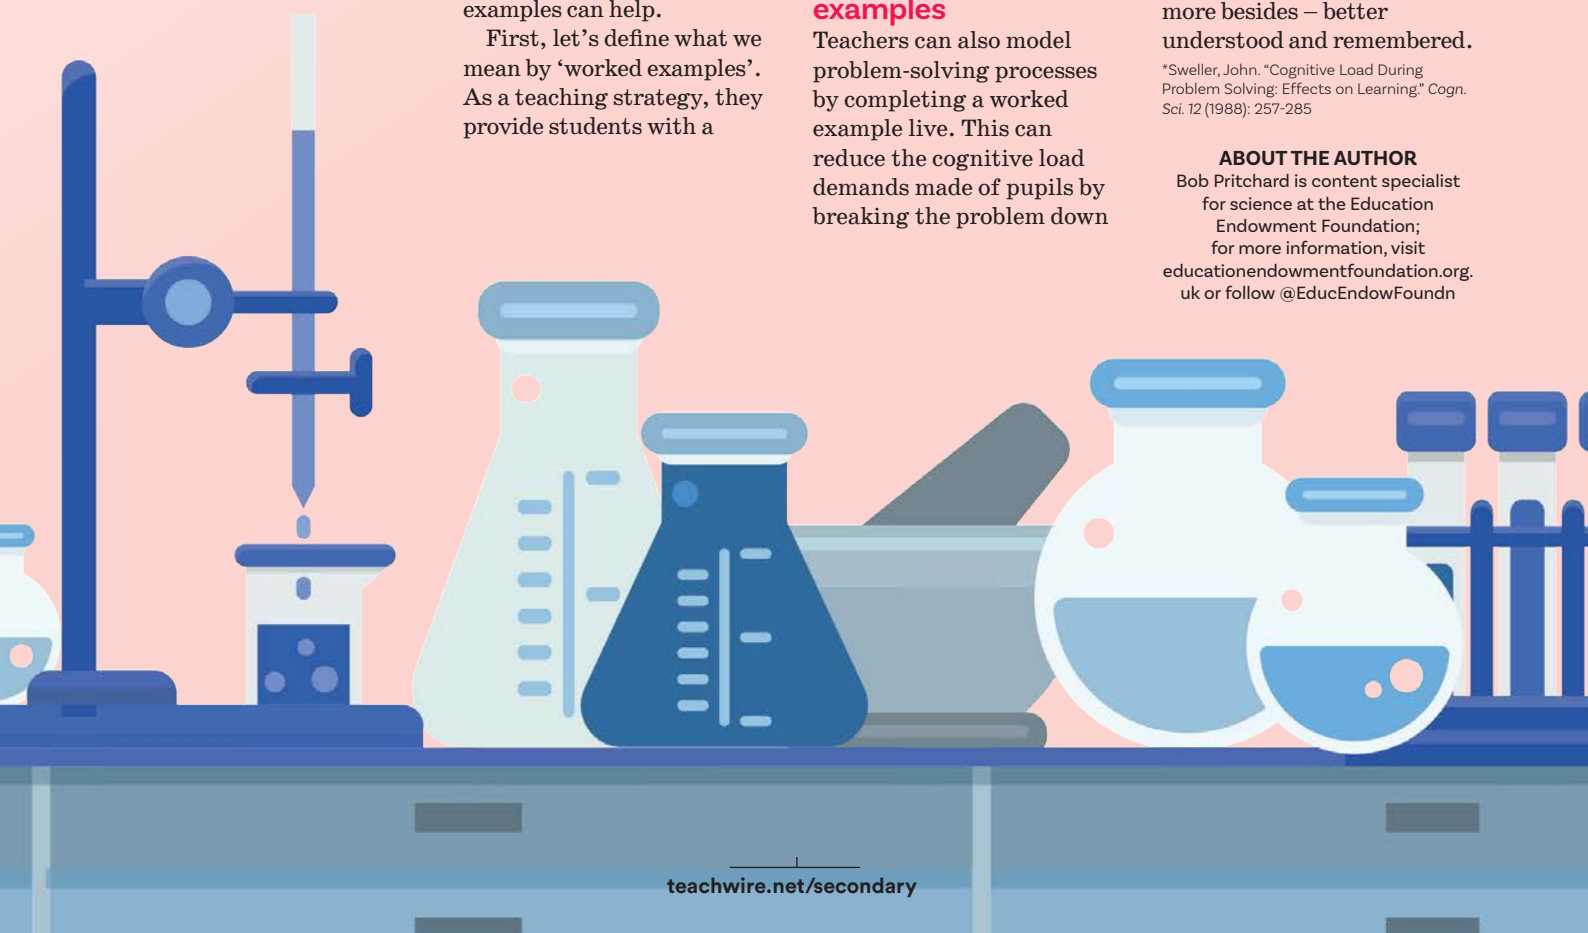 examples can help.
First, let’s define what we
mean by ‘worked examples’.
As a teaching strategy, they
provide students with a
examples
Teachers can also model
problem-solving processes
by completing a worked
example live. This can
reduce the cognitive load
demands made of pupils by
breaking the problem down
more besides – better
understood and remembered.
*Sweller, John. “Cognitive Load During
Problem Solving: Effects on Learning.” Cogn.
Sci. 12 (1988): 257-285
ABOUT THE AUTHOR
Bob Pritchard is content specialist
for science at the Education
Endowment Foundation;
for more information, visit
educationendowmentfoundation.org.
uk or follow @EducEndowFoundn
teachwire.net/secondary